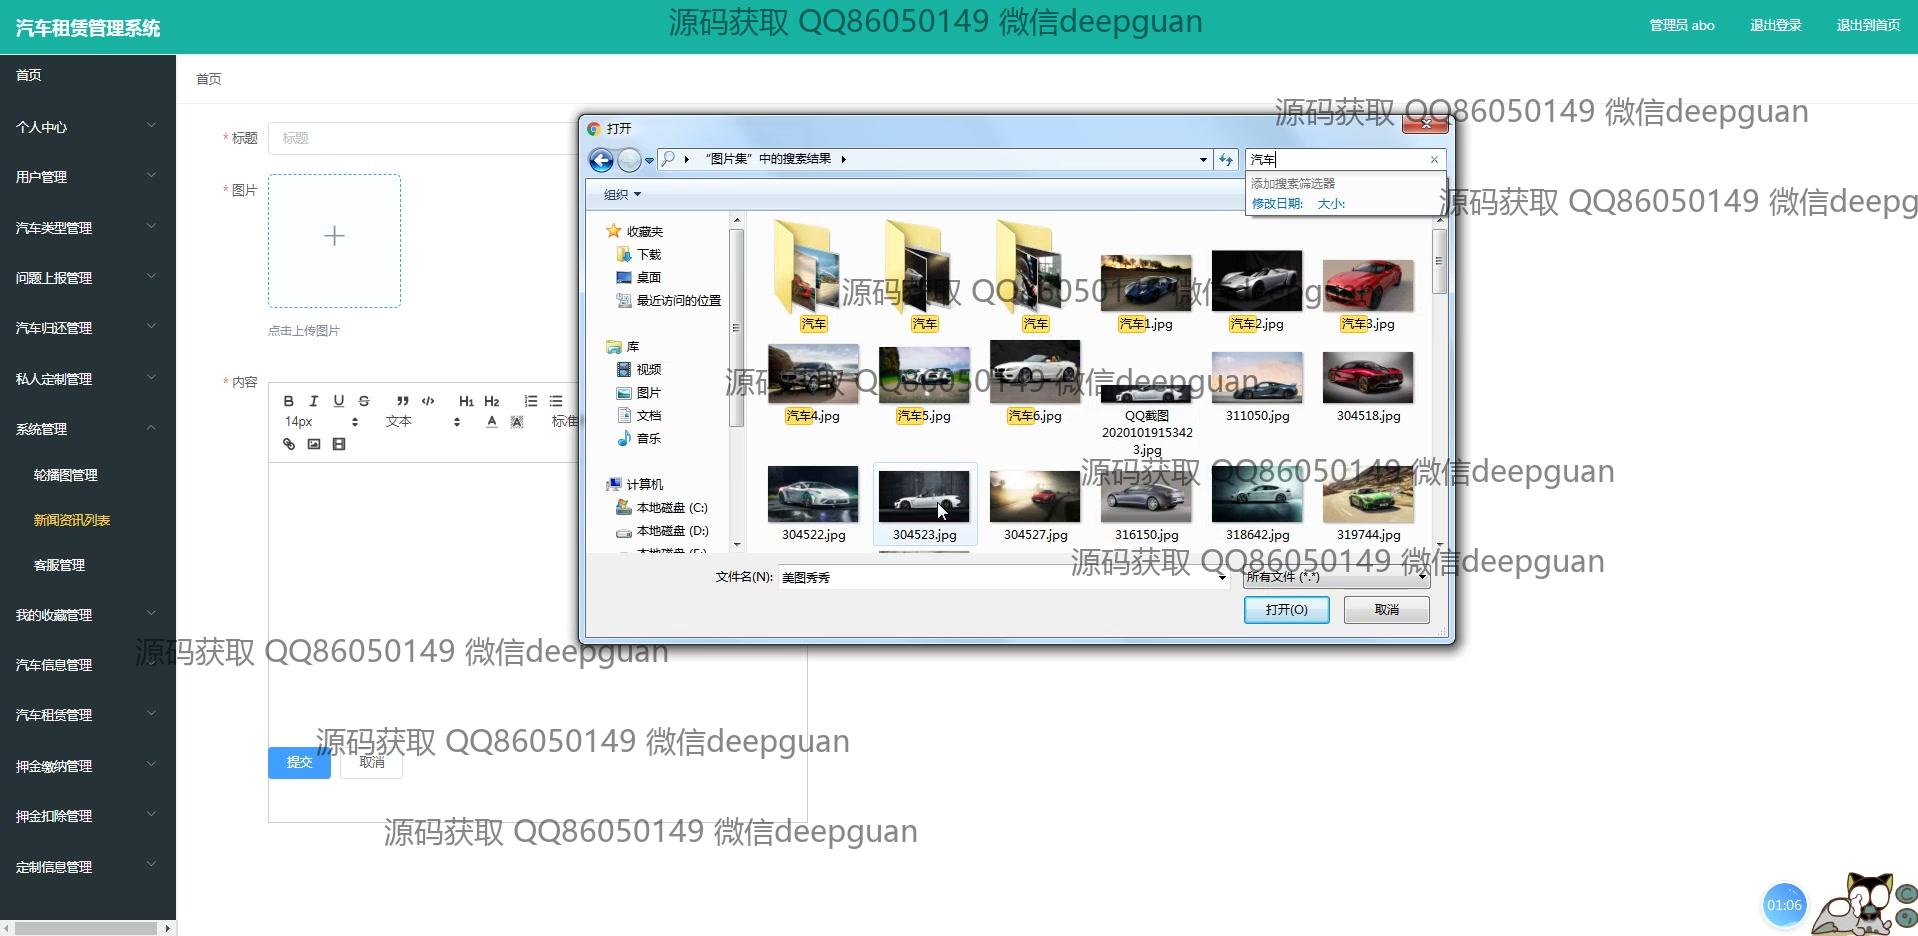 汽车租赁管理系统
源码获取 QQ86050149 微信deepguan
管理员 abo
退出登录
退出到首页
首页
个人中心
用户管理
汽车类型管理
问题上报管理
汽车归还管理
私人定制管理
系统管理
轮播图管理
新闻资讯列表
客服管理
我的收藏管理
汽车信息管理
汽车租赁管理
押金缴纳管理
押金扣除管理
定制信息管理
首页
* 标题
标题
* 图片
点击上传图片
* 内容
B I U S ” </> H1 H2
14px
文本
A A
标准
提交
取消
打开
源码获取 QQ86050149 微信deepguan
“图片集”中的搜索结果
汽车
添加搜索筛选器
修改日期: 大小:
源码获取 QQ86050149 微信deepg
组织
收藏夹
下载
桌面
最近访问的位置
库
视频
图片
文档
音乐
计算机
本地磁盘 (C:)
本地磁盘 (D:)
汽车
汽车
汽车
汽车1.jpg
汽车2.jpg
汽车3.jpg
源码获取 QQ86050149 微信deepguan
汽车4.jpg
汽车5.jpg
汽车6.jpg
QQ截图
2020101915342
3.jpg
311050.jpg
304518.jpg
源码获取 QQ86050149 微信deepguan
源码获取 QQ86050149 微信deepguan
304522.jpg
304523.jpg
304527.jpg
316150.jpg
318642.jpg
319744.jpg
源码获取 QQ86050149 微信deepguan
文件名(N):
美图秀秀
所有文件 (*.*)
打开(O)
取消
源码获取 QQ86050149 微信deepguan
源码获取 QQ86050149 微信deepguan
源码获取 QQ86050149 微信deepguan
01:06